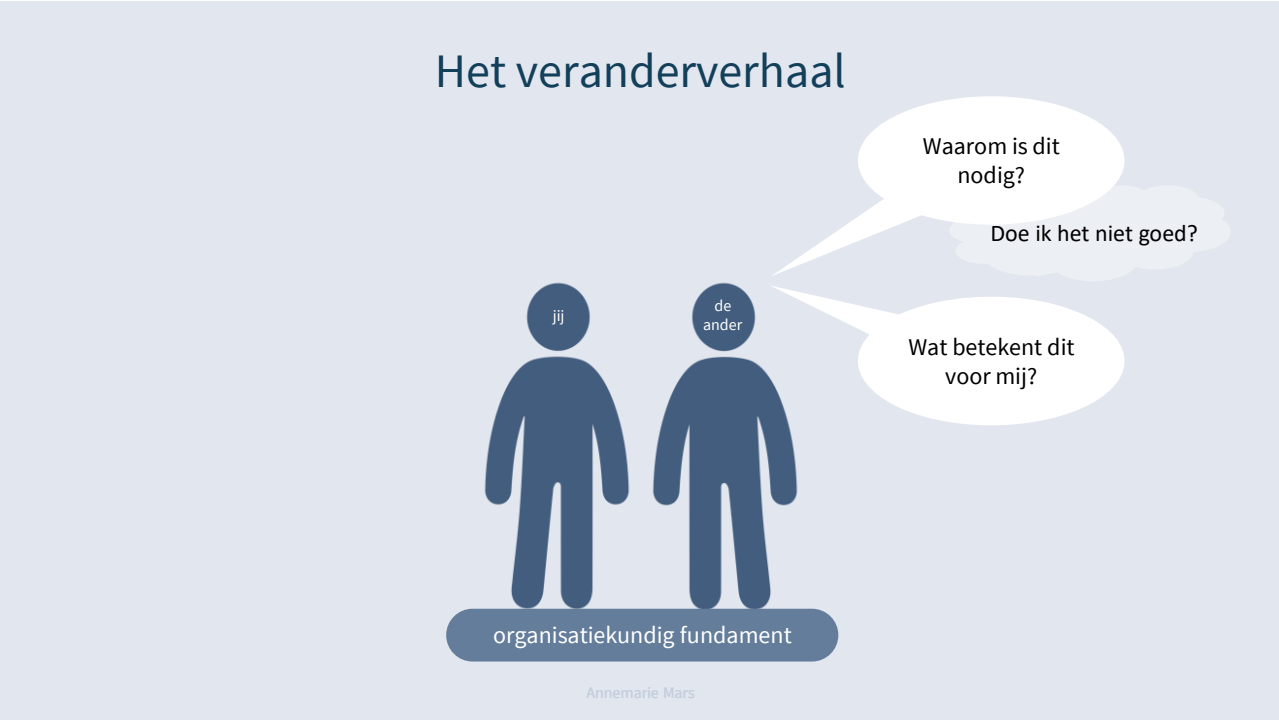 Het veranderverhaal
Waarom is dit
nodig?
Doe ik het niet goed?
jij
de
ander
Wat betekent dit
voor mij?
organisatiekundig fundament
Annemarie Mars